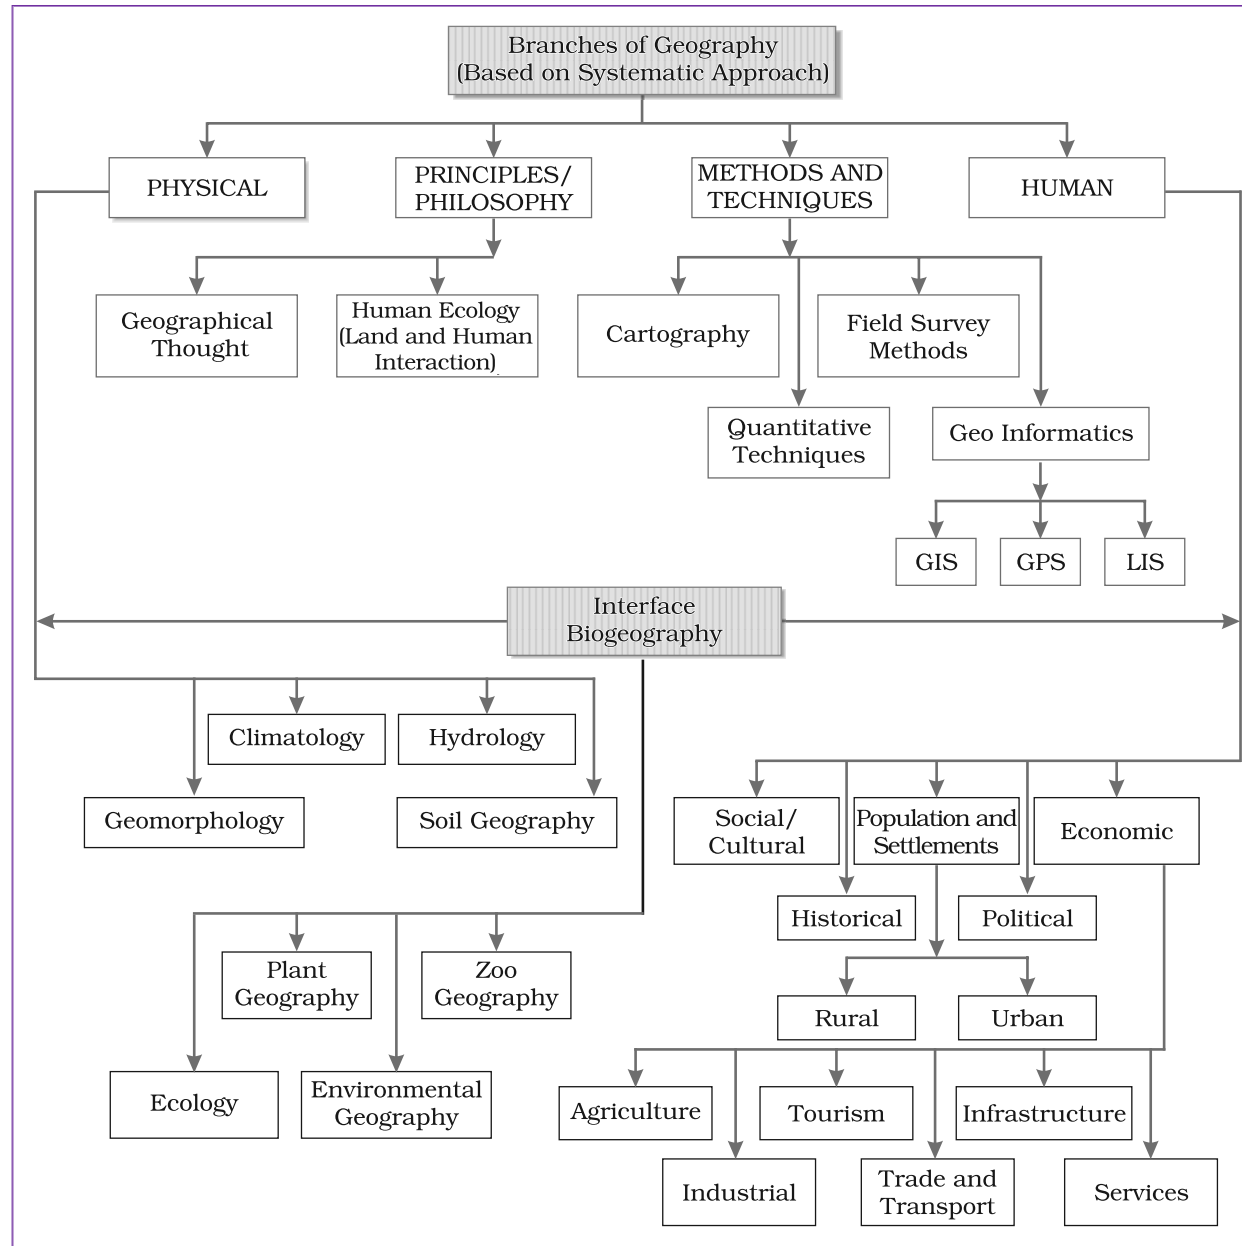 Branches of Geography
(Based on Systematic Approach)
PHYSICAL
PRINCIPLES/
PHILOSOPHY
METHODS AND
TECHNIQUES
HUMAN
Geographical
Thought
Human Ecology
(Land and Human
Interaction)
Cartography
Field Survey
Methods
Quantitative
Techniques
Geo Informatics
GIS
GPS
LIS
Interface
Biogeography
Climatology
Hydrology
Geomorphology
Soil Geography
Social/
Cultural
Population and
Settlements
Economic
Historical
Political
Plant
Geography
Zoo
Geography
Rural
Urban
Ecology
Environmental
Geography
Agriculture
Tourism
Infrastructure
Industrial
Trade and
Transport
Services